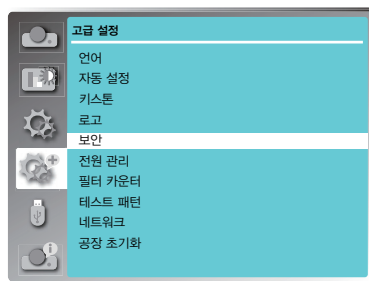 고급 설정
언어
자동 설정
키스톤
로고
보안
전원 관리
필터 카운터
테스트 패턴
네트워크
공장 초기화